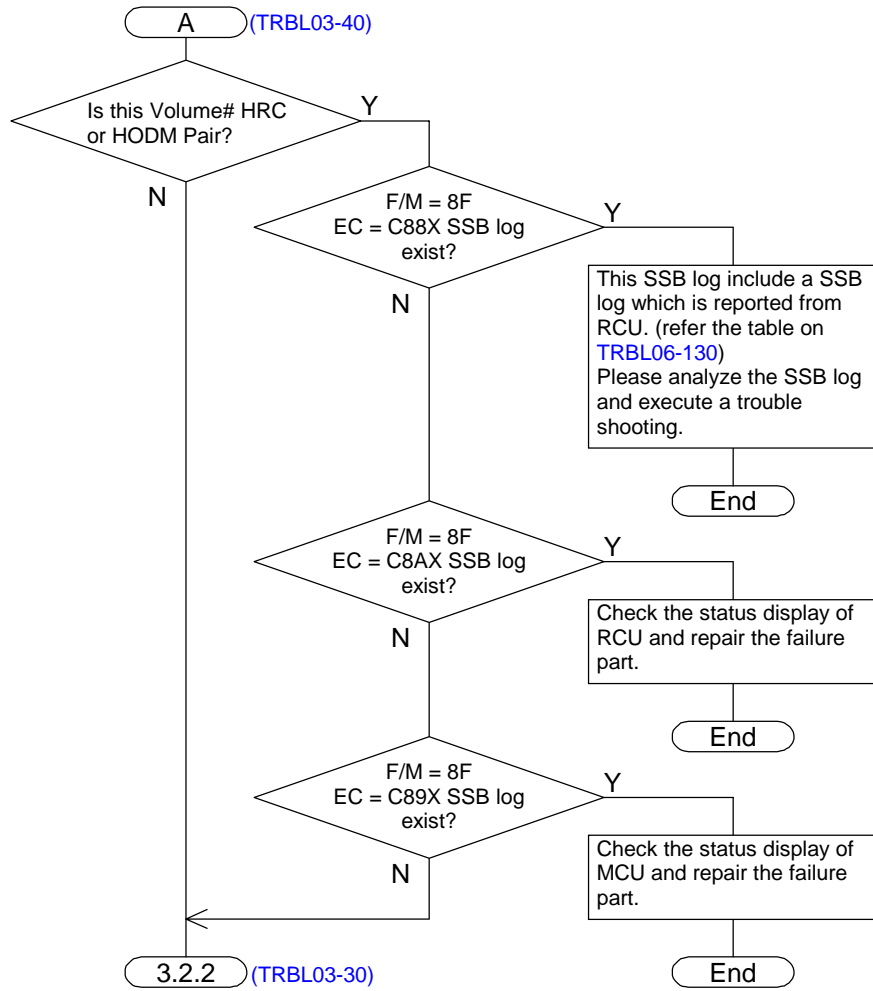 A (TRBL03-40)
Is this Volume# HRC
or HODM Pair?
Y
N
F/M = 8F
EC = C88X SSB log
exist?
Y
N
This SSB log include a SSB
log which is reported from
RCU. (refer the table on
TRBL06-130)
Please analyze the SSB log
and execute a trouble
shooting.
End
F/M = 8F
EC = C8AX SSB log
exist?
Y
N
Check the status display of
RCU and repair the failure
part.
End
F/M = 8F
EC = C89X SSB log
exist?
Y
N
Check the status display of
MCU and repair the failure
part.
End
3.2.2 (TRBL03-30)